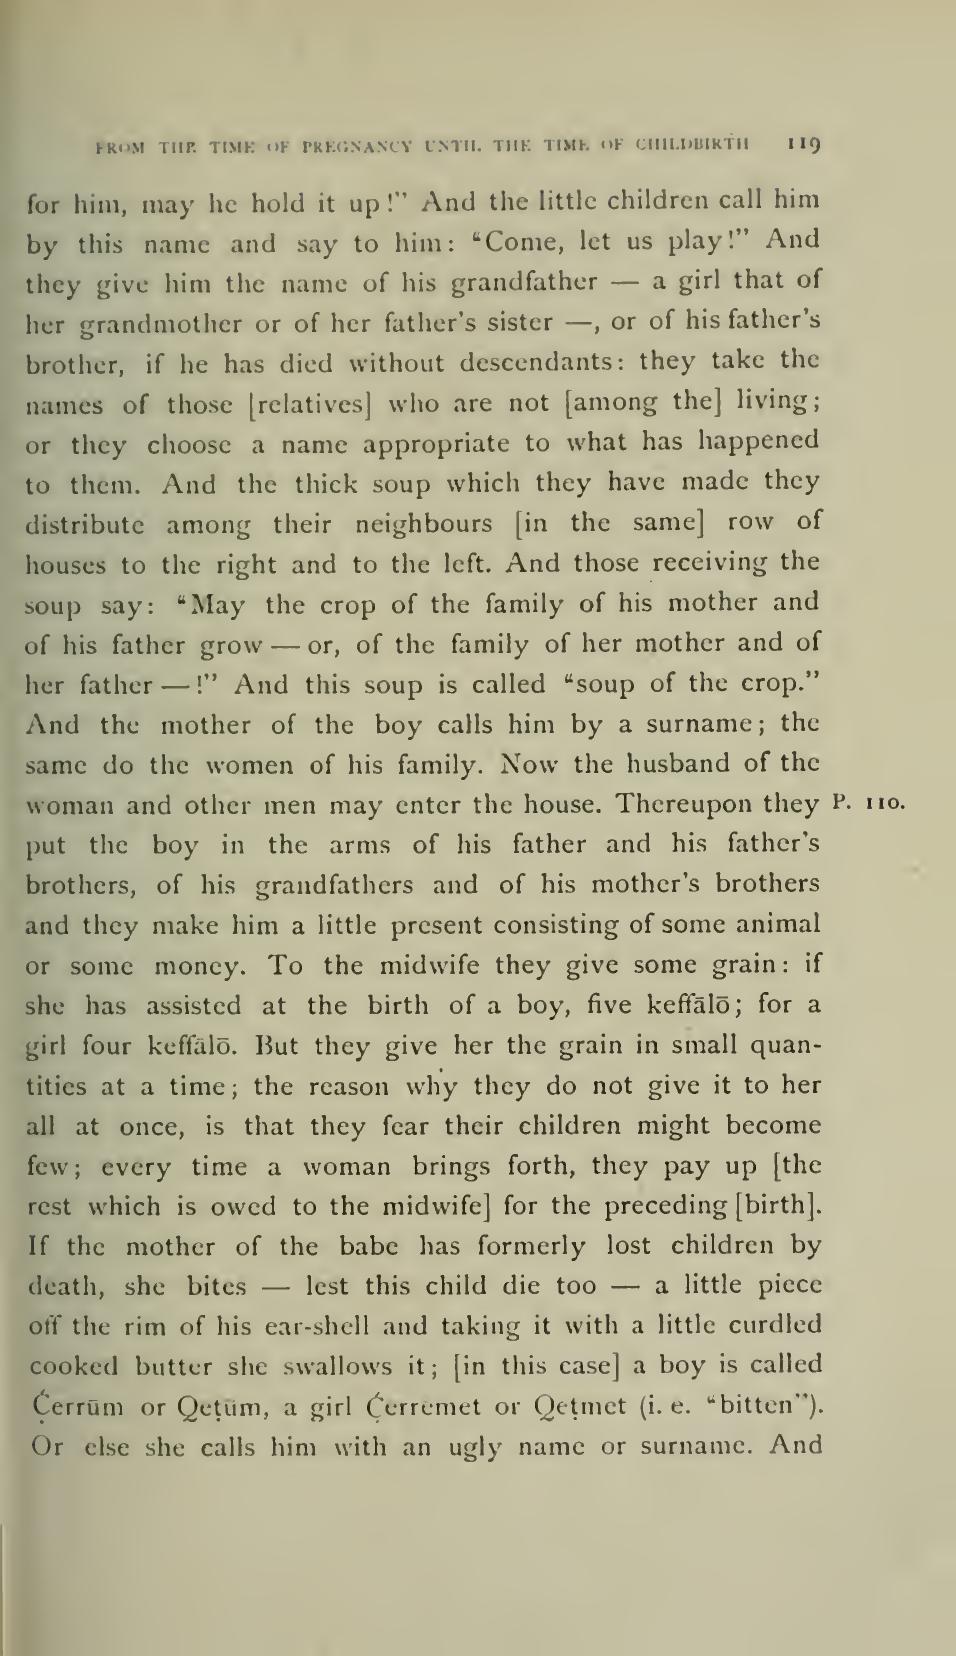 FROM THE TIME OF PREGNANCY UNTIL THE TIME OF CHILDBIRTH 119
for him, may he hold it up!” And the little children call him
by this name and say to him: “Come, let us play!” And
they give him the name of his grandfather — a girl that of
her grandmother or of her father’s sister —, or of his father’s
brother, if he has died without descendants: they take the
names of those [relatives] who are not [among the] living;
or they choose a name appropriate to what has happened
to them. And the thick soup which they have made they
distribute among their neighbours [in the same] row of
houses to the right and to the left. And those receiving the
soup say: “May the crop of the family of his mother and
of his father grow — or, of the family of her mother and of
her father — !” And this soup is called “soup of the crop.”
And the mother of the boy calls him by a surname; the
same do the women of his family. Now the husband of the
woman and other men may enter the house. Thereupon they P. 110.
put the boy in the arms of his father and his father’s
brothers, of his grandfathers and of his mother’s brothers
and they make him a little present consisting of some animal
or some money. To the midwife they give some grain: if
she has assisted at the birth of a boy, five keffālō; for a
girl four keffālō. But they give her the grain in small quan-
tities at a time; the reason why they do not give it to her
all at once, is that they fear their children might become
few; every time a woman brings forth, they pay up [the
rest which is owed to the midwife] for the preceding [birth].
If the mother of the babe has formerly lost children by
death, she bites — lest this child die too — a little piece
off the rim of his ear-shell and taking it with a little curdled
cooked butter she swallows it; [in this case] a boy is called
Ć̣errūm or Qeṭūm, a girl Ć̣erremet or Qeṭmet (i. e. “bitten”).
Or else she calls him with an ugly name or surname. And